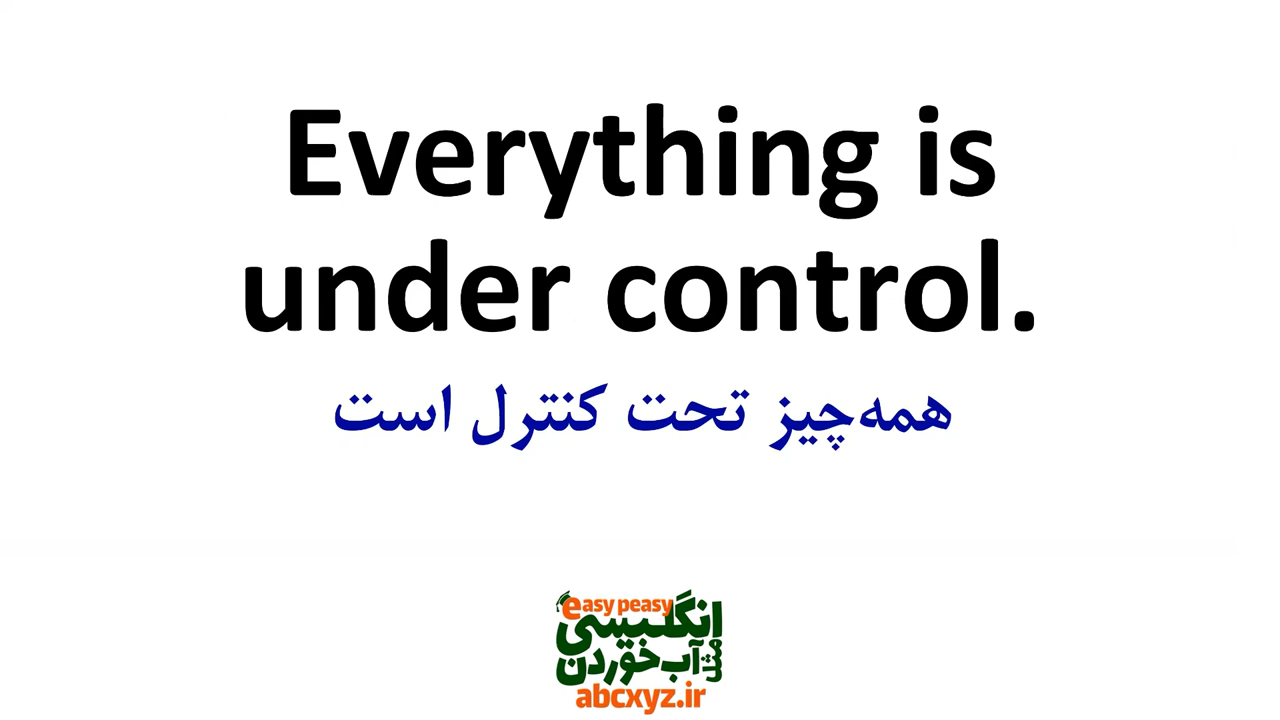 Everything is
under control.
همه‌چیز تحت کنترل است
easy peasy
انگلیسی
مثل آب خوردن
abcxyz.ir